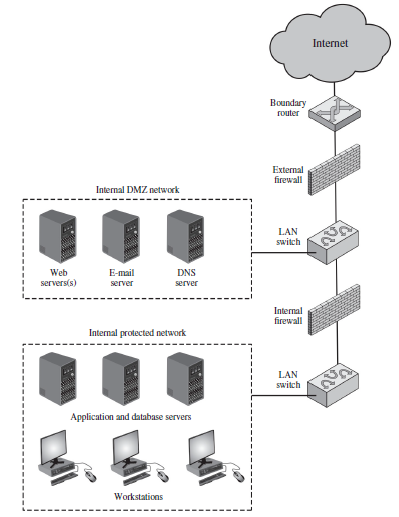 Internet
Boundary
router
External
firewall
Internal DMZ network
LAN
switch
Web
servers(s)
E-mail
server
DNS
server
Internal
firewall
Internal protected network
LAN
switch
Application and database servers
Workstations